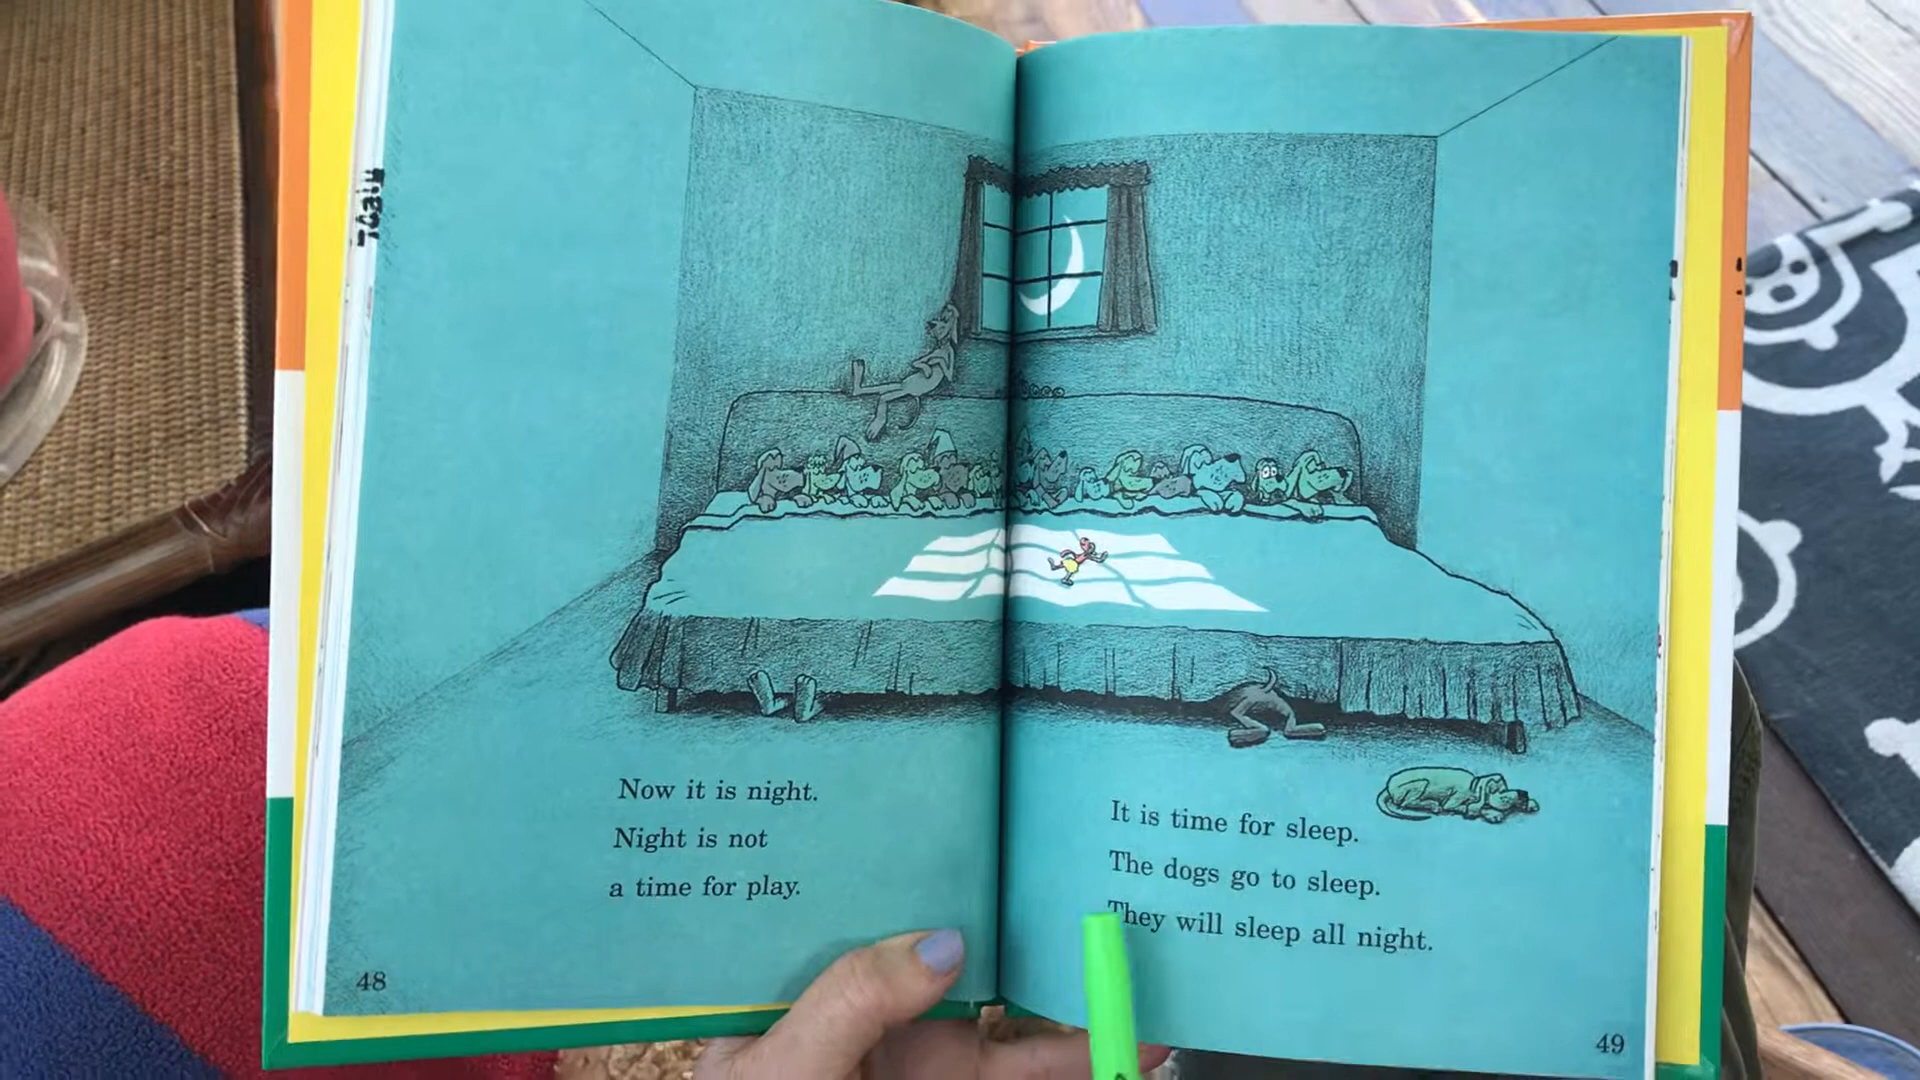 Now it is night.
Night is not
a time for play.
48
It is time for sleep.
The dogs go to sleep.
They will sleep all night.
49